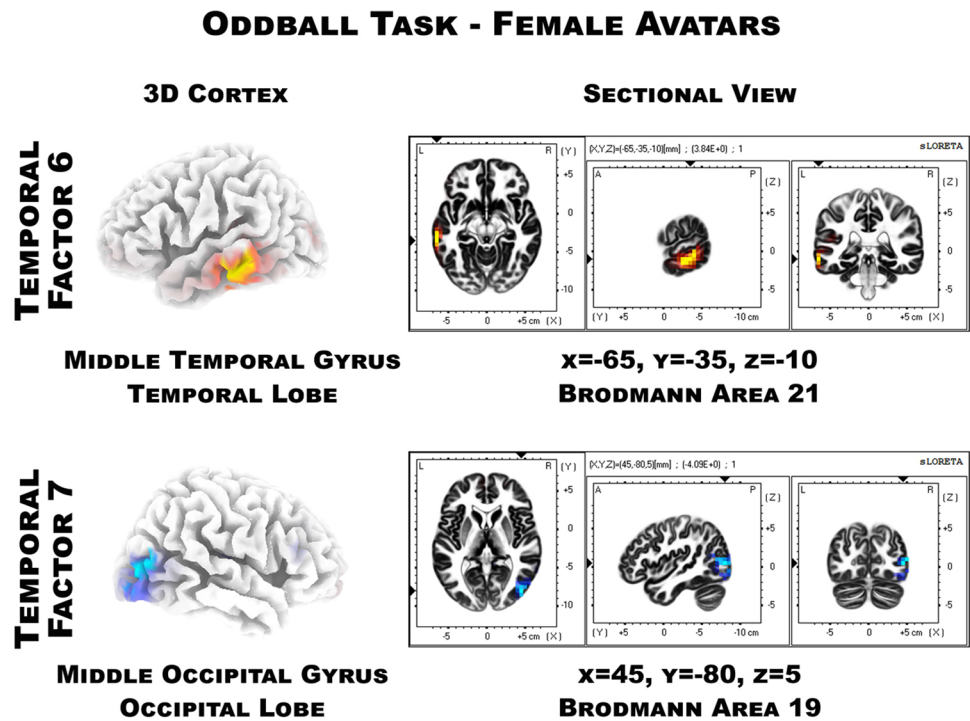 ODDBALL TASK - FEMALE AVATARS
3D CORTEX
SECTIONAL VIEW
TEMPORAL
FACTOR 6
L R (Y)
+5
0
-5
-10
-5 0 +5 cm (X)
(X,Y,Z)=(-65,-35,-10)[mm] ; (3.84E+0) ; 1
sLORETA
A P (Z)
+5
0
-5
(Y) +5 0 -5 -10 cm
L R (Z)
+5
0
-5
-5 0 +5 cm (X)
MIDDLE TEMPORAL GYRUS
TEMPORAL LOBE
X=-65, Y=-35, Z=-10
BRODMANN AREA 21
TEMPORAL
FACTOR 7
L R (Y)
+5
0
-5
-10
-5 0 +5 cm (X)
(X,Y,Z)=(45,-80,5)[mm] ; (-4.09E+0) ; 1
sLORETA
A P (Z)
+5
0
-5
(Y) +5 0 -5 -10 cm
L R (Z)
+5
0
-5
-5 0 +5 cm (X)
MIDDLE OCCIPITAL GYRUS
OCCIPITAL LOBE
X=45, Y=-80, Z=5
BRODMANN AREA 19